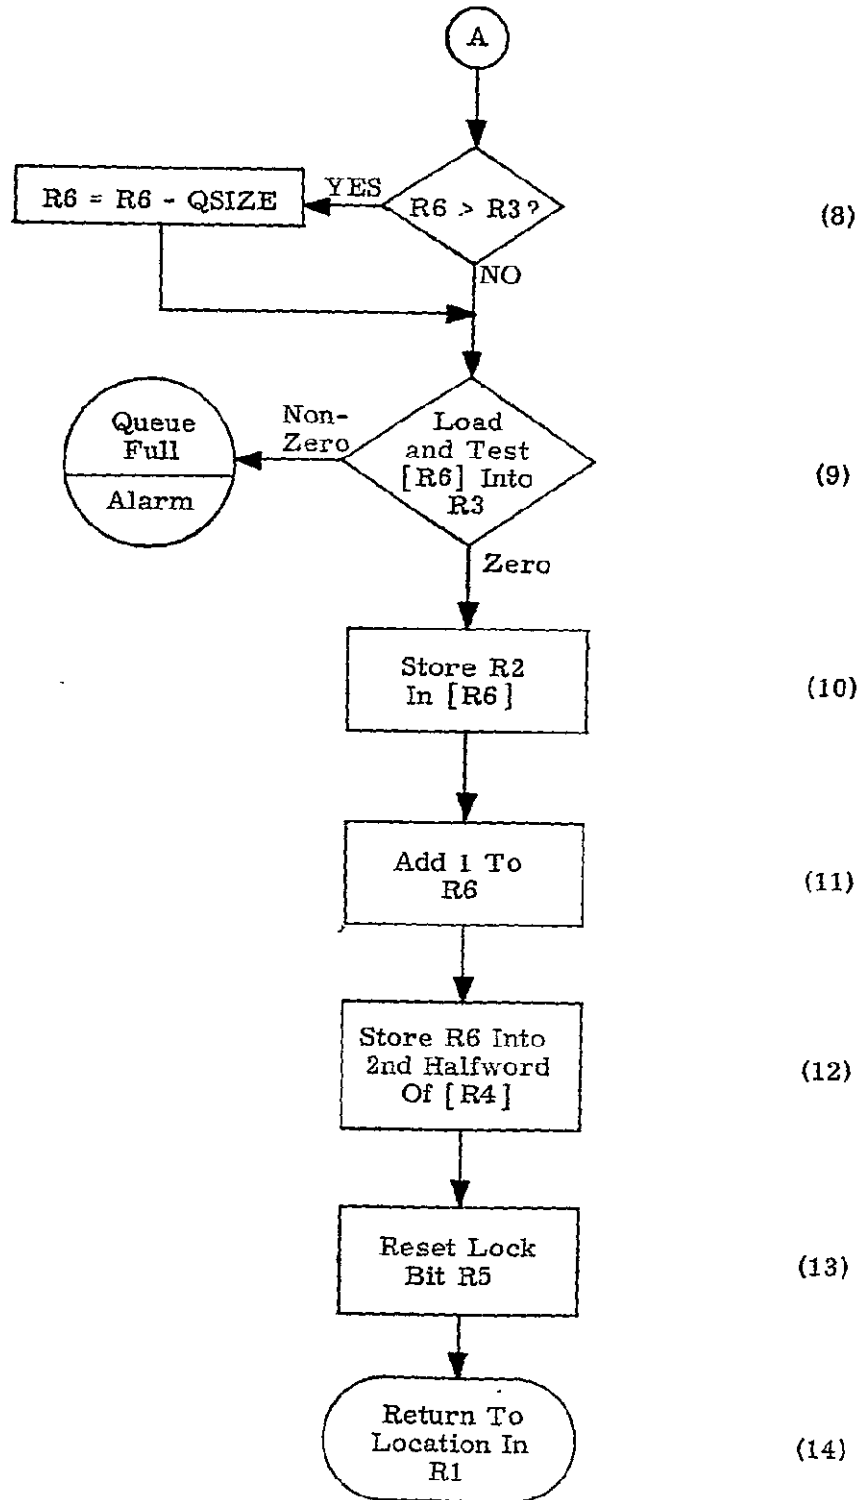 A
YES
R6 = R6 - QSIZE
R6 > R3?
(8)
NO
Non-
Zero
Queue
Full
Alarm
Load
and Test
[R6] Into
R3
(9)
Zero
Store R2
In [R6]
(10)
Add 1 To
R6
(11)
Store R6 Into
2nd Halfword
Of [R4]
(12)
Reset Lock
Bit R5
(13)
Return To
Location In
R1
(14)